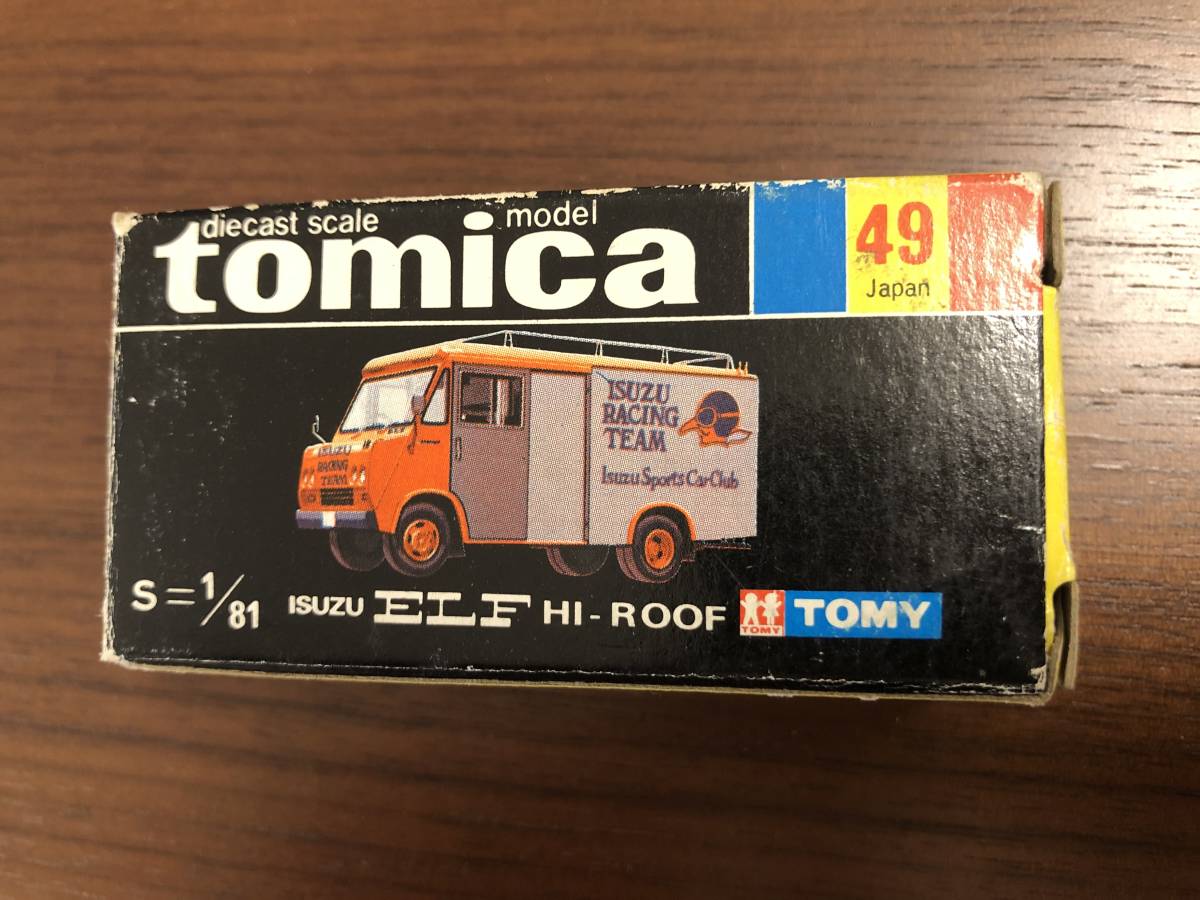 diecast scale model
tomica
49
Japan
ISUZU
RACING
TEAM
Isuzu Sports Car Club
ISUZU
RACING
TEAM
S=1/81 ISUZU ELF HI-ROOF TOMY TOMY